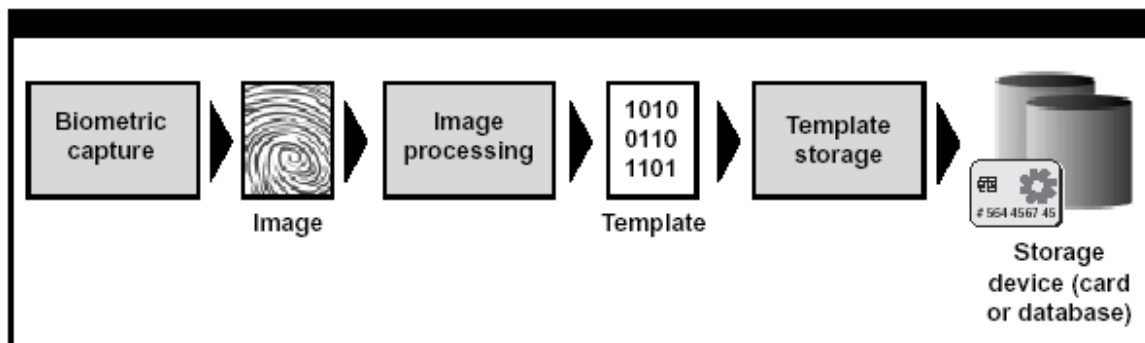 Biometric
capture
Image
Image
processing
1010
0110
1101
Template
Template
storage
# 564 4567 45
Storage
device (card
or database)